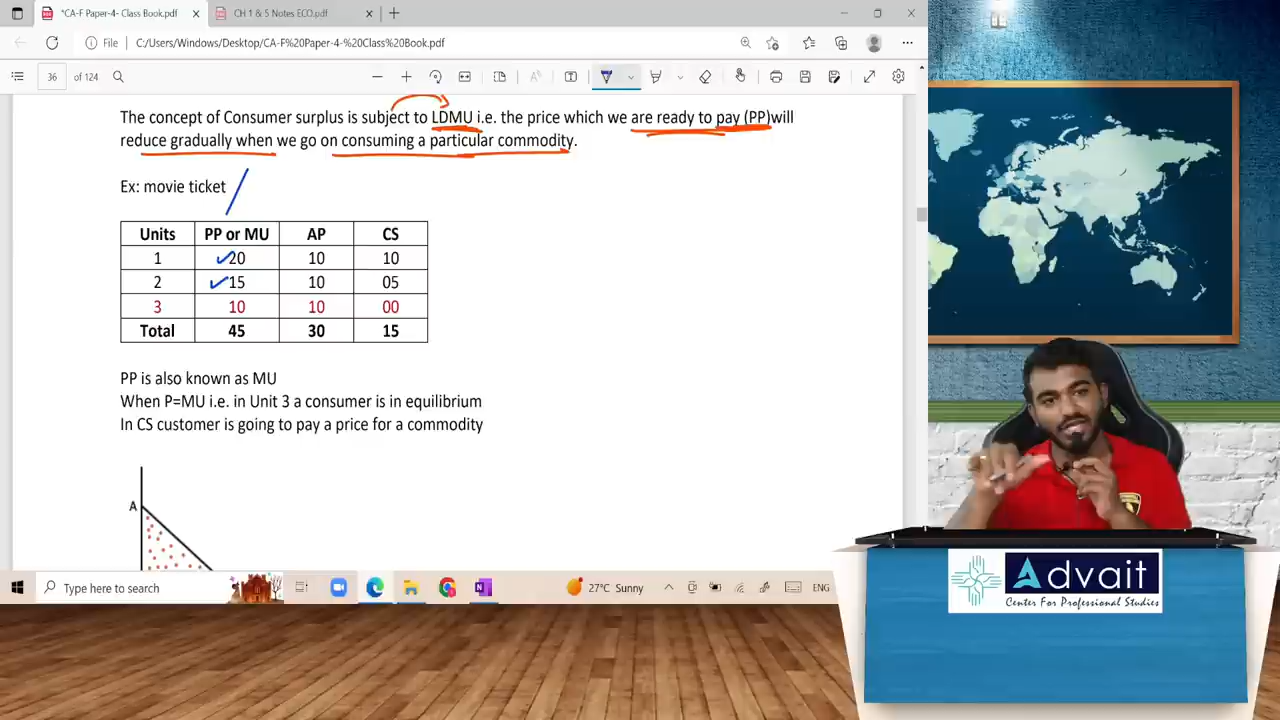 *CA-F Paper-4- Class Book.pdf
CH 1 & 5 Notes ECO.pdf
File
C:/Users/Windows/Desktop/CA-F%20Paper-4-%20Class%20Book.pdf
36 of 124
The concept of Consumer surplus is subject to LDMU i.e. the price which we are ready to pay (PP)will
reduce gradually when we go on consuming a particular commodity.
Ex: movie ticket
Units PP or MU AP CS
1 20 10 10
2 15 10 05
3 10 10 00
Total 45 30 15
PP is also known as MU
When P=MU i.e. in Unit 3 a consumer is in equilibrium
In CS customer is going to pay a price for a commodity
A
Type here to search
27°C Sunny
ENG
Advait
Center For Professional Studies